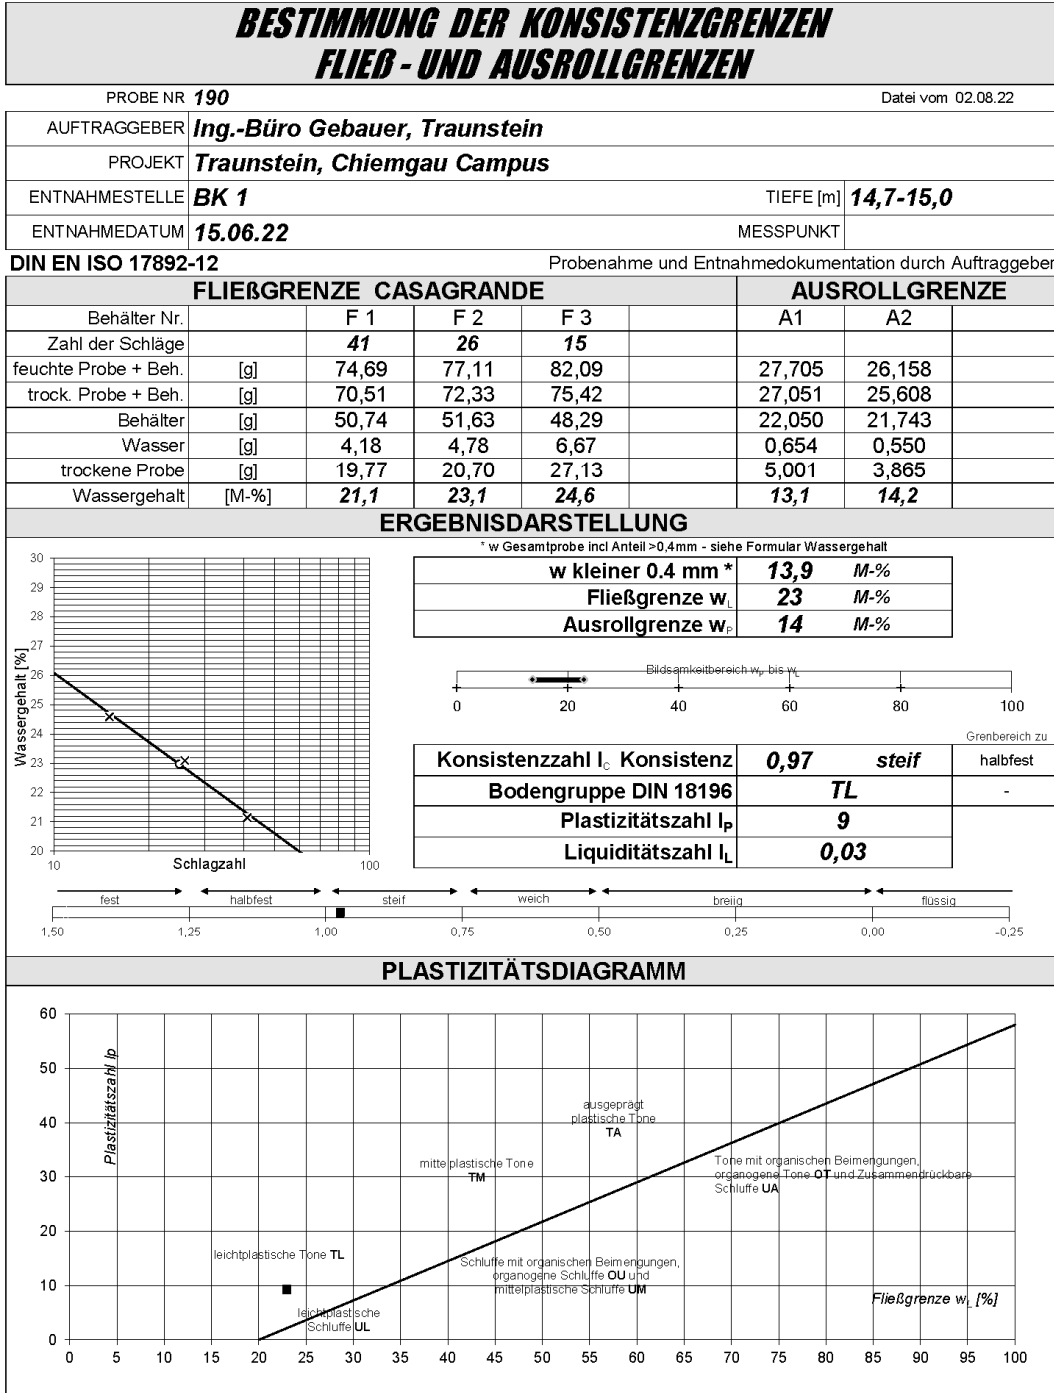 BESTIMMUNG DER KONSISTENZGRENZEN
FLIEß - UND AUSROLLGRENZEN
PROBE NR 190 Datei vom 02.08.22
AUFTRAGGEBER Ing.-Büro Gebauer, Traunstein
PROJEKT Traunstein, Chiemgau Campus
ENTNAHMESTELLE BK 1 TIEFE [m] 14,7-15,0
ENTNAHMEDATUM 15.06.22 MESSPUNKT
DIN EN ISO 17892-12 Probenahme und Entnahmedokumentation durch Auftraggeber
FLIEßGRENZE CASAGRANDE AUSROLLGRENZE
Behälter Nr. F 1 F 2 F 3 A1 A2
Zahl der Schläge 41 26 15
feuchte Probe + Beh. [g] 74,69 77,11 82,09 27,705 26,158
trock. Probe + Beh. [g] 70,51 72,33 75,42 27,051 25,608
Behälter [g] 50,74 51,63 48,29 22,050 21,743
Wasser [g] 4,18 4,78 6,67 0,654 0,550
trockene Probe [g] 19,77 20,70 27,13 5,001 3,865
Wassergehalt [M-%] 21,1 23,1 24,6 13,1 14,2
ERGEBNISDARSTELLUNG
* w Gesamtprobe incl Anteil >0,4mm - siehe Formular Wassergehalt
w kleiner 0.4 mm * 13,9 M-%
Fließgrenze wL 23 M-%
Ausrollgrenze wP 14 M-%
Wassergehalt [%]
30
29
28
27
26
25
24
23
22
21
20
10 Schlagzahl 100
Bildsamkeitbereich wP bis wL
0 20 40 60 80 100
Grenbereich zu
Konsistenzzahl IC Konsistenz 0,97 steif halbfest
Bodengruppe DIN 18196 TL -
Plastizitätszahl IP 9
Liquiditätszahl IL 0,03
fest halbfest steif weich breiig flüssig
1,50 1,25 1,00 0,75 0,50 0,25 0,00 -0,25
PLASTIZITÄTSDIAGRAMM
Plastizitätszahl Ip
60
50
40
30
20
10
0
ausgeprägt
plastische Tone
TA
mittelplastische Tone
TM
Tone mit organischen Beimengungen,
organogene Tone OT und Zusammendrückbare
Schluffe UA
leichtplastische Tone TL
Schluffe mit organischen Beimengungen,
organogene Schluffe OU und
mittelplastische Schluffe UM
leichtplastische
Schluffe UL
Fließgrenze wL [%]
0 5 10 15 20 25 30 35 40 45 50 55 60 65 70 75 80 85 90 95 100